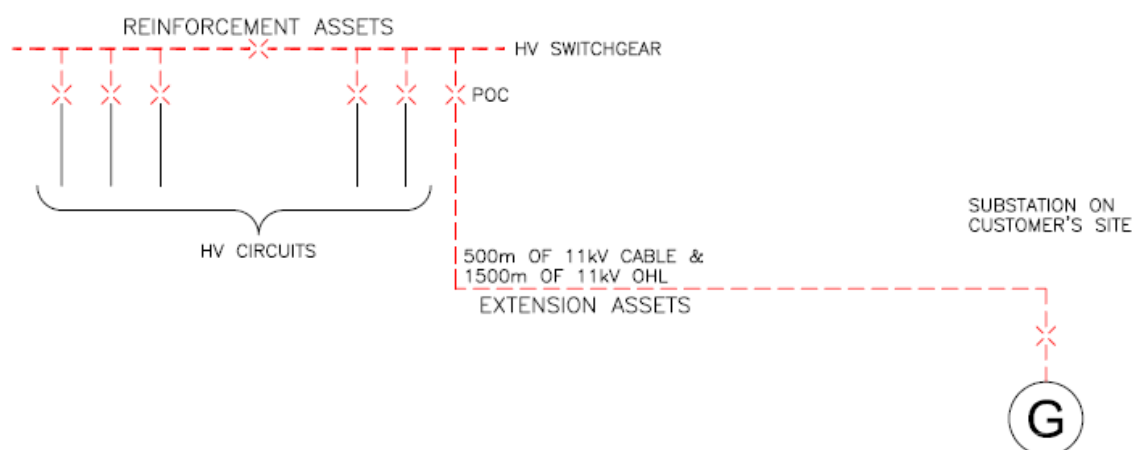 REINFORCEMENT ASSETS
HV SWITCHGEAR
POC
HV CIRCUITS
SUBSTATION ON
CUSTOMER'S SITE
500m OF 11kV CABLE &
1500m OF 11kV OHL
EXTENSION ASSETS
G